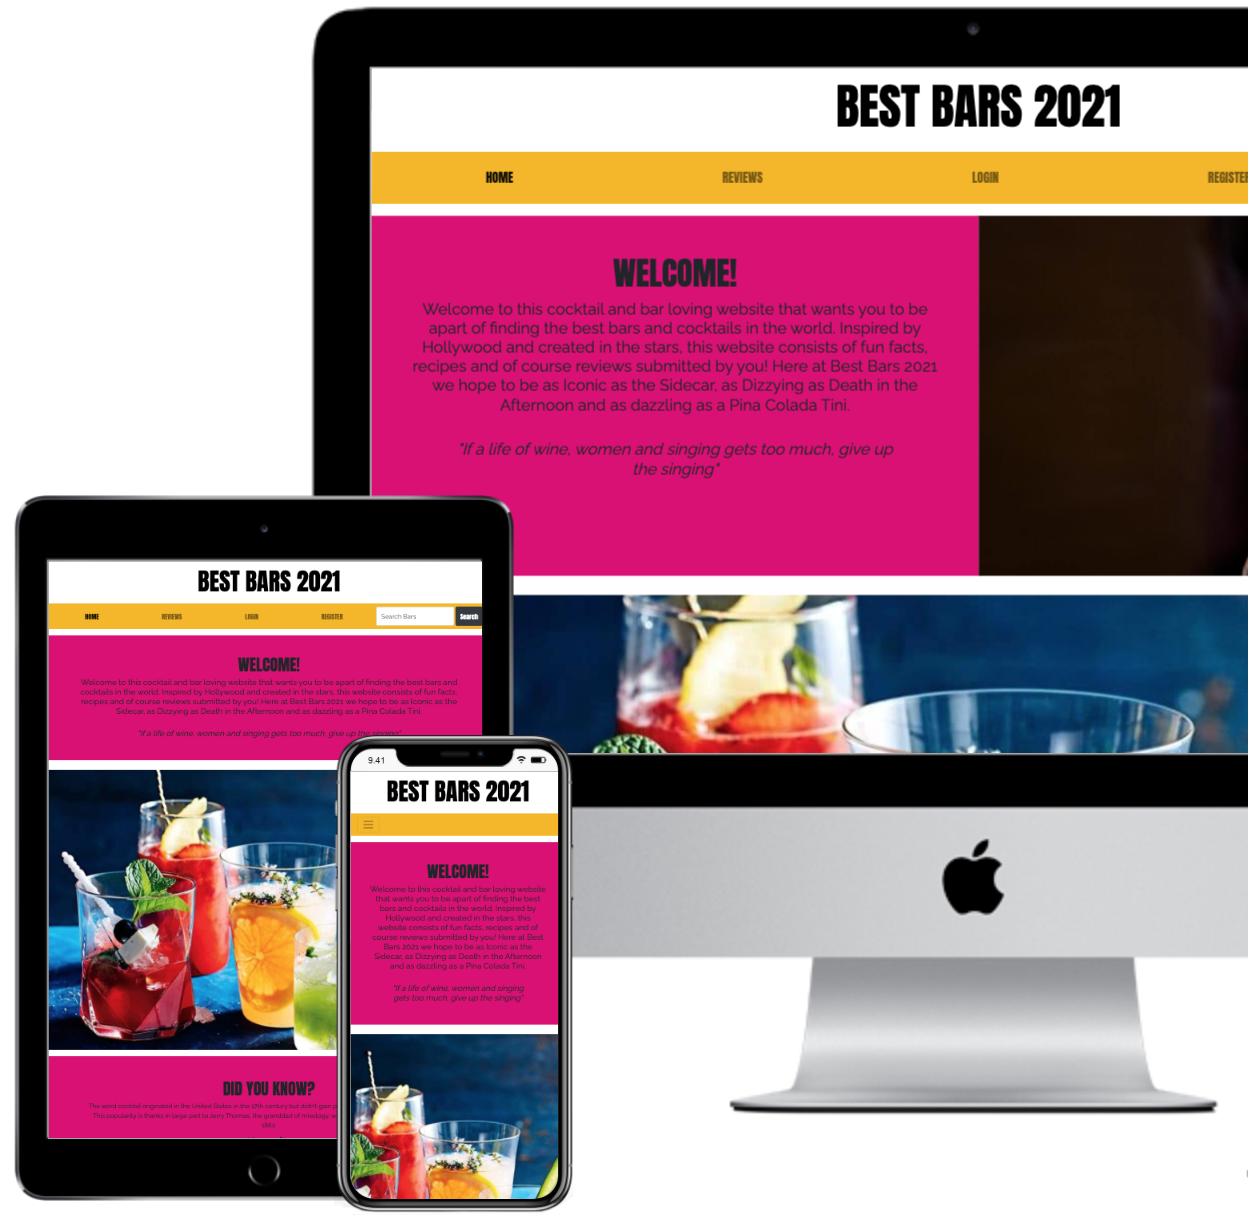 BEST BARS 2021
HOME REVIEWS LOGIN REGISTER
WELCOME!
Welcome to this cocktail and bar loving website that wants you to be
apart of finding the best bars and cocktails in the world. Inspired by
Hollywood and created in the stars, this website consists of fun facts,
recipes and of course reviews submitted by you! Here at Best Bars 2021
we hope to be as Iconic as the Sidecar, as Dizzying as Death in the
Afternoon and as dazzling as a Pina Colada Tini.
"If a life of wine, women and singing gets too much, give up
the singing"
BEST BARS 2021
HOME REVIEWS LOGIN REGISTER Search Bars Search
WELCOME!
Welcome to this cocktail and bar loving website that wants you to be apart of finding the best bars and
cocktails in the world. Inspired by Hollywood and created in the stars, this website consists of fun facts,
recipes and of course reviews submitted by you! Here at Best Bars 2021 we hope to be as Iconic as the
Sidecar, as Dizzying as Death in the Afternoon and as dazzling as a Pina Colada Tini.
"If a life of wine, women and singing gets too much, give up the singing"
DID YOU KNOW?
The word cocktail originated in the United States in the 17th century but didn't gain
This popularity is thanks in large part to Jerry Thomas, the granddad of mixology,
9.41
BEST BARS 2021
WELCOME!
Welcome to this cocktail and bar loving website
that wants you to be apart of finding the best
bars and cocktails in the world. Inspired by
Hollywood and created in the stars, this
website consists of fun facts, recipes and of
course reviews submitted by you! Here at Best
Bars 2021 we hope to be as Iconic as the
Sidecar, as Dizzying as Death in the Afternoon
and as dazzling as a Pina Colada Tini.
"If a life of wine, women and singing
gets too much, give up the singing"